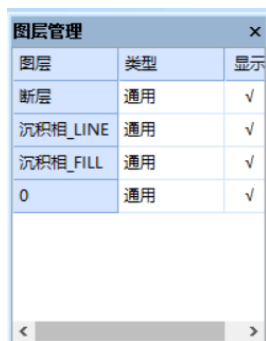 图层管理 ×
图层 类型 显示
断层 通用 √
沉积相_LINE 通用 √
沉积相_FILL 通用 √
0 通用 √